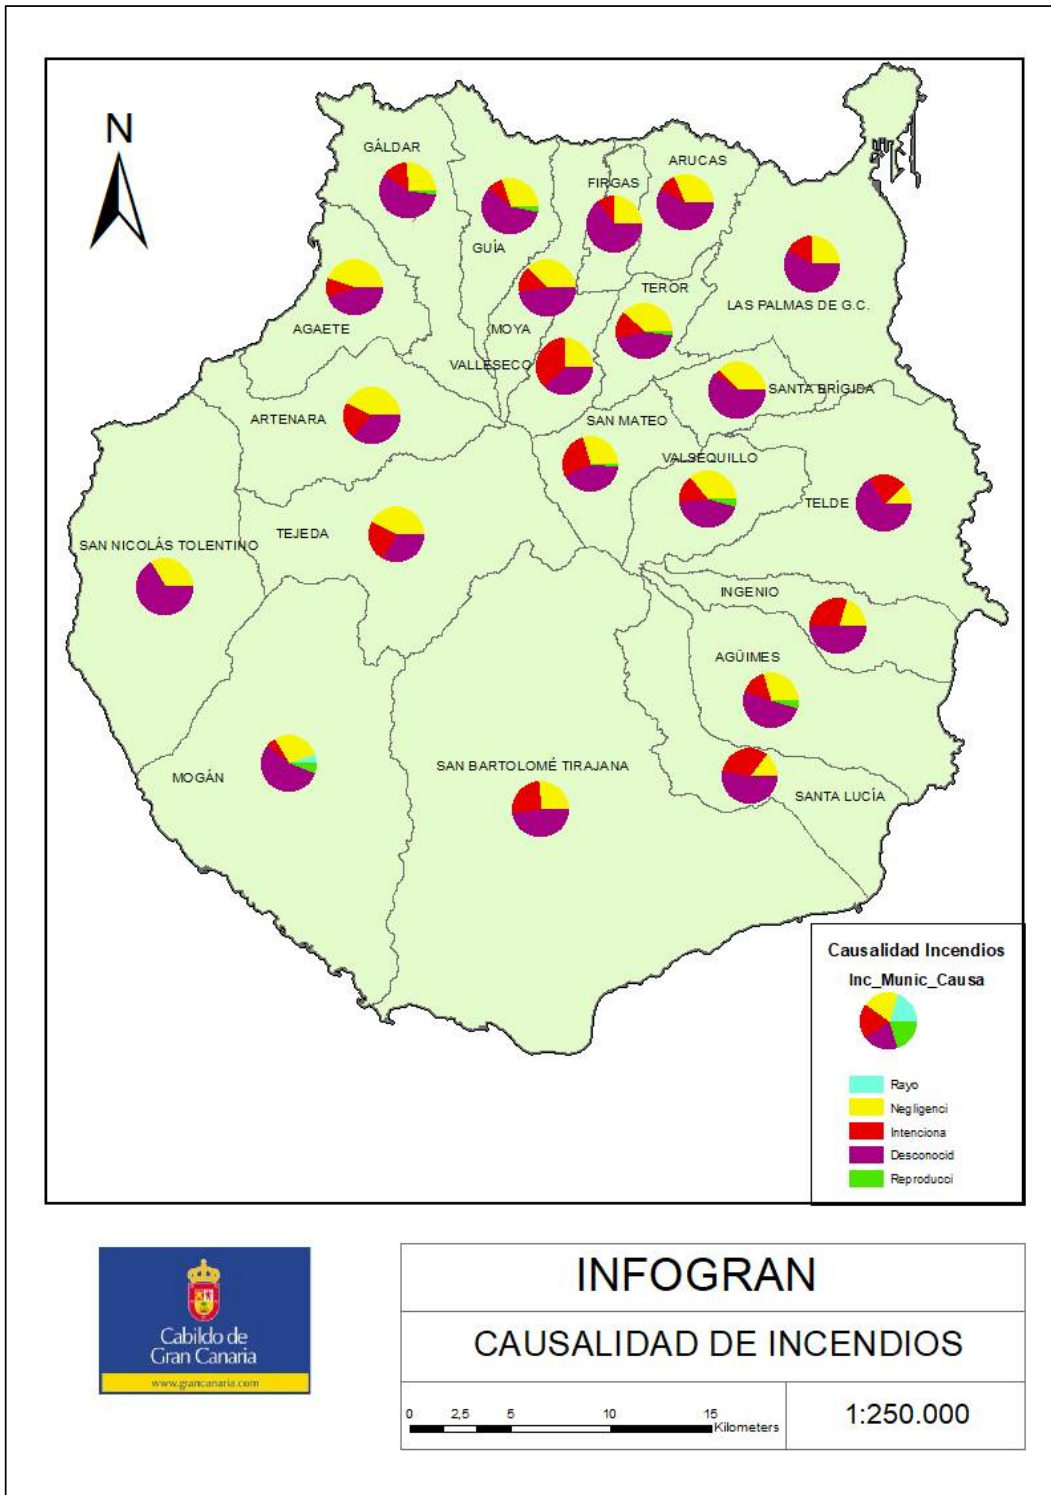 N
GÁLDAR
ARUCAS
FIRGAS
GUÍA
TEROR
LAS PALMAS DE G.C.
AGAETE
MOYA
VALLESECO
SANTA BRÍGIDA
ARTENARA
SAN MATEO
VALSEQUILLO
TELDE
TEJEDA
SAN NICOLÁS TOLENTINO
INGENIO
AGÜIMES
SAN BARTOLOMÉ TIRAJANA
MOGÁN
SANTA LUCÍA
Causalidad Incendios
Inc_Munic_Causa
Rayo
Negligenci
Intenciona
Desconocid
Reproducci
Cabildo de
Gran Canaria
www.grancanaria.com
INFOGRAN
CAUSALIDAD DE INCENDIOS
0 2,5 5 10 15
Kilometers
1:250.000